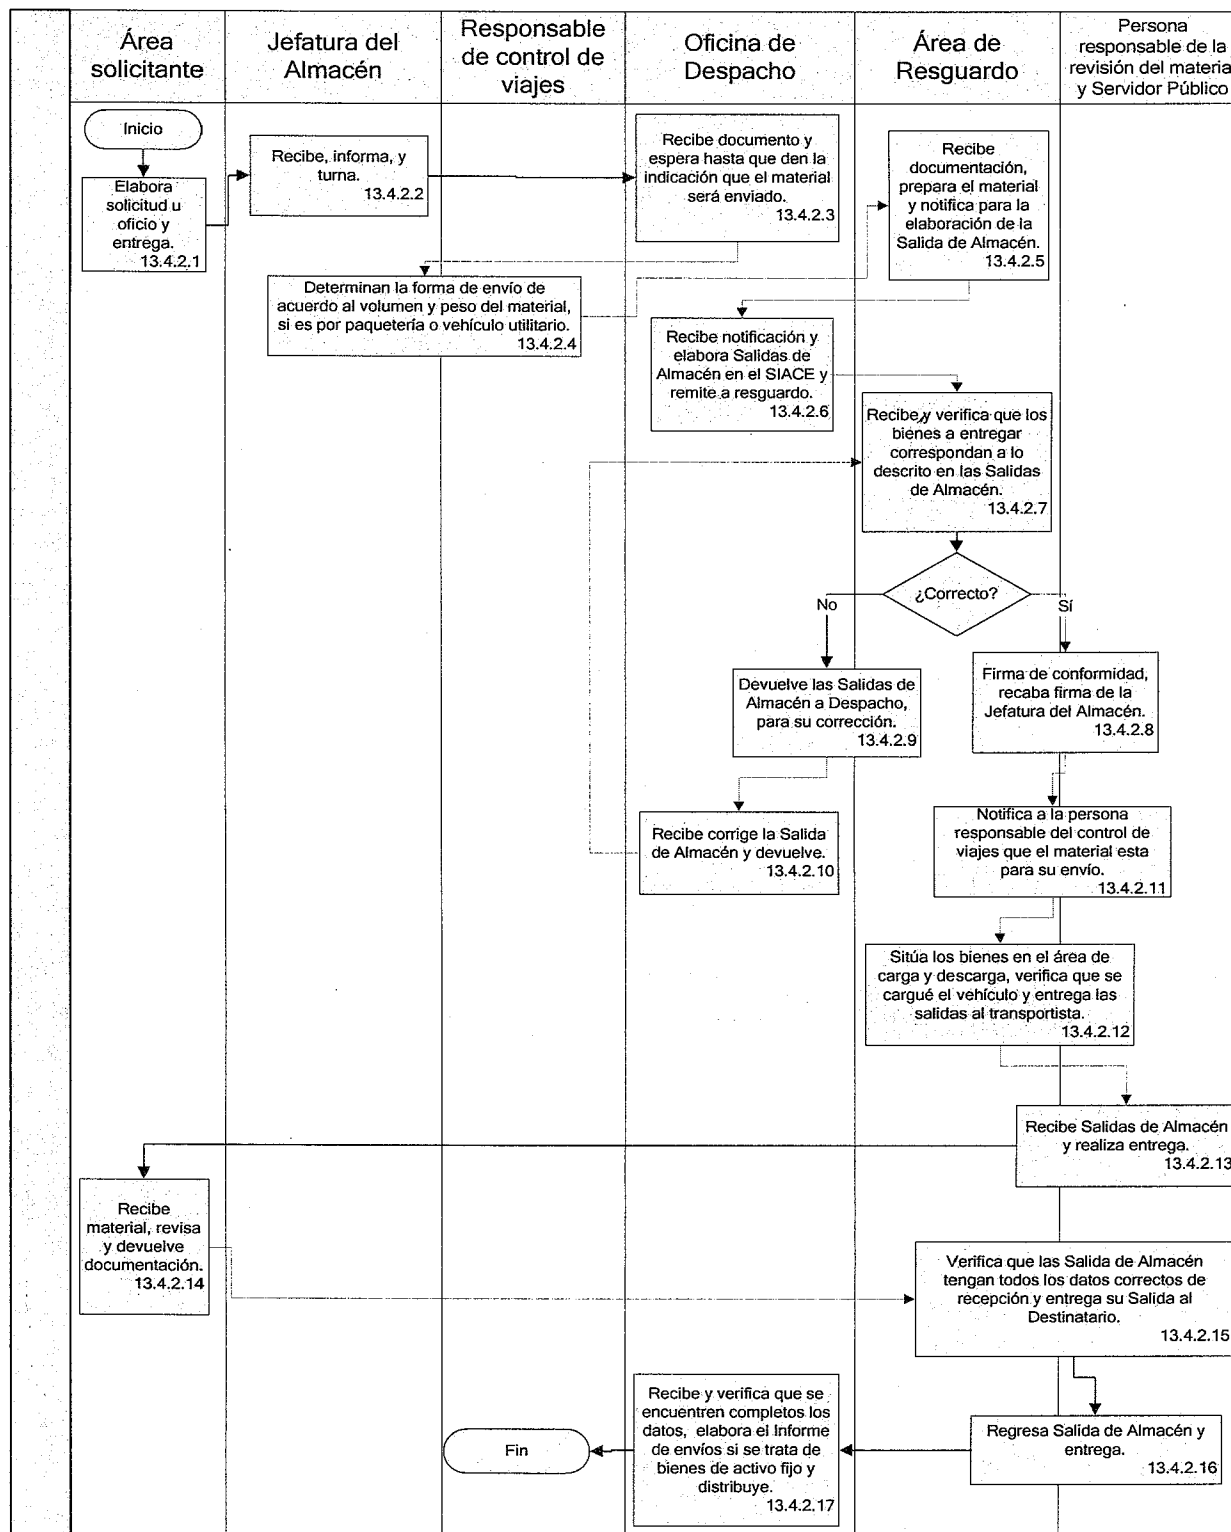 Área
solicitante
Jefatura del
Almacén
Responsable
de control de
viajes
Oficina de
Despacho
Área de
Resguardo
Persona
responsable de la
revisión del materia
y Servidor Público
Inicio
Elabora
solicitud u
oficio y
entrega.
13.4.2.1
Recibe, informa, y
turna.
13.4.2.2
Recibe documento y
espera hasta que den la
indicación que el material
será enviado.
13.4.2.3
Recibe
documentación,
prepara el material
y notifica para la
elaboración de la
Salida de Almacén.
13.4.2.5
Determinan la forma de envío de
acuerdo al volumen y peso del material,
si es por paquetería o vehículo utilitario.
13.4.2.4
Recibe notificación y
elabora Salidas de
Almacén en el SIACE y
remite a resguardo.
13.4.2.6
Recibe y verifica que los
bienes a entregar
correspondan a lo
descrito en las Salidas
de Almacén.
13.4.2.7
¿Correcto?
No
Sí
Devuelve las Salidas de
Almacén a Despacho,
para su corrección.
13.4.2.9
Firma de conformidad,
recaba firma de la
Jefatura del Almacén.
13.4.2.8
Recibe corrige la Salida
de Almacén y devuelve.
13.4.2.10
Notifica a la persona
responsable del control de
viajes que el material esta
para su envío.
13.4.2.11
Sitúa los bienes en el área de
carga y descarga, verifica que se
cargué el vehículo y entrega las
salidas al transportista.
13.4.2.12
Recibe Salidas de Almacén
y realiza entrega.
13.4.2.13
Recibe
material, revisa
y devuelve
documentación.
13.4.2.14
Verifica que las Salida de Almacén
tengan todos los datos correctos de
recepción y entrega su Salida al
Destinatario.
13.4.2.15
Regresa Salida de Almacén y
entrega.
13.4.2.16
Recibe y verifica que se
encuentren completos los
datos, elabora el Informe
de envíos si se trata de
bienes de activo fijo y
distribuye.
13.4.2.17
Fin